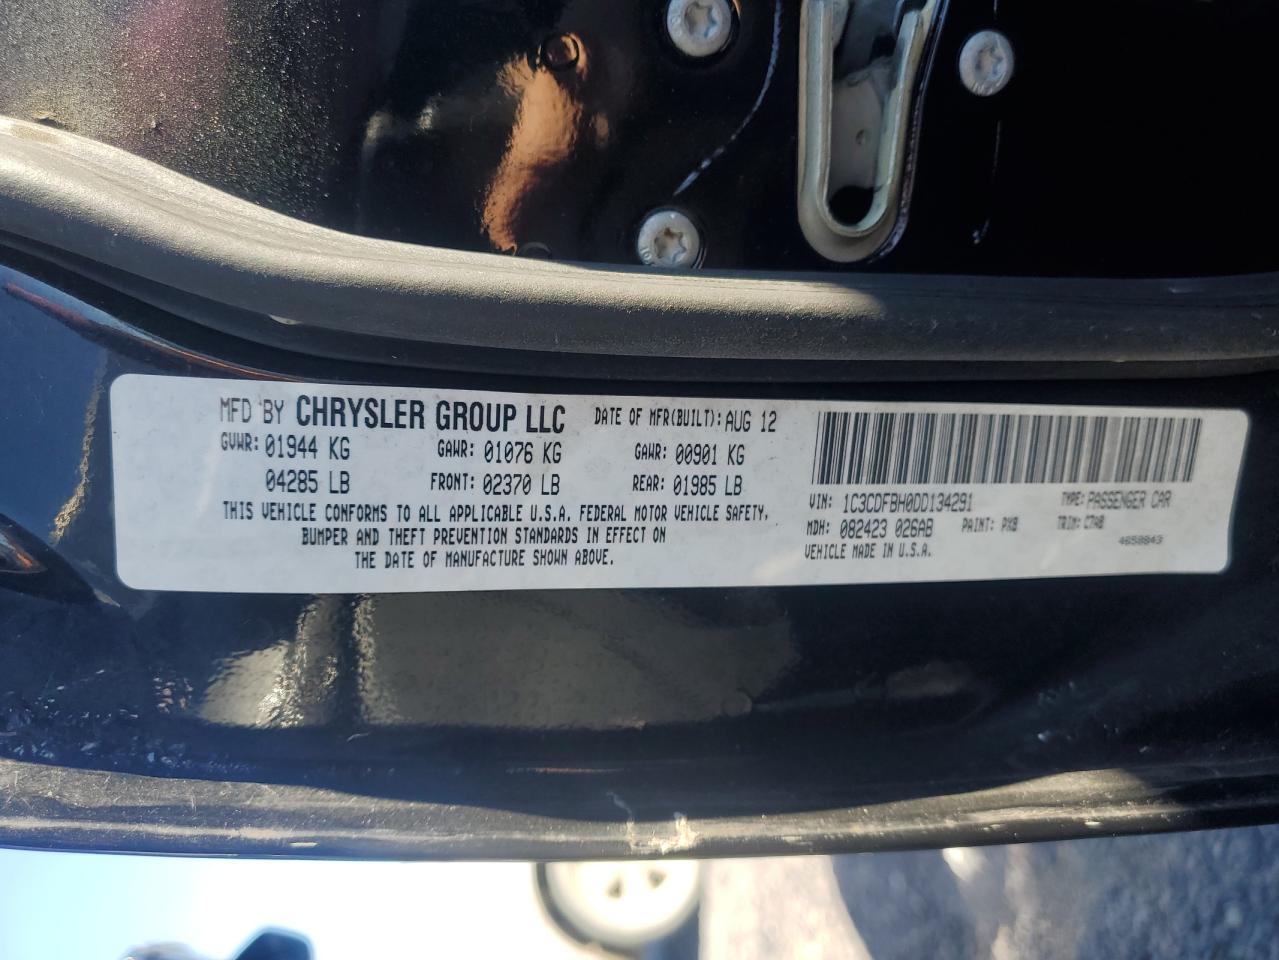 MFD BY CHRYSLER GROUP LLC DATE OF MFR(BUILT): AUG 12
GVWR: 01944 KG GAWR: 01076 KG GAWR: 00901 KG
04285 LB FRONT: 02370 LB REAR: 01985 LB
THIS VEHICLE CONFORMS TO ALL APPLICABLE U.S.A. FEDERAL MOTOR VEHICLE SAFETY,
BUMPER AND THEFT PREVENTION STANDARDS IN EFFECT ON
THE DATE OF MANUFACTURE SHOWN ABOVE.
VIN: 1C3CDFBH0DD134291 TYPE: PASSENGER CAR
MDH: 082423 026AB PAINT: PX8 TRIM: C7A8
VEHICLE MADE IN U.S.A. 4658843